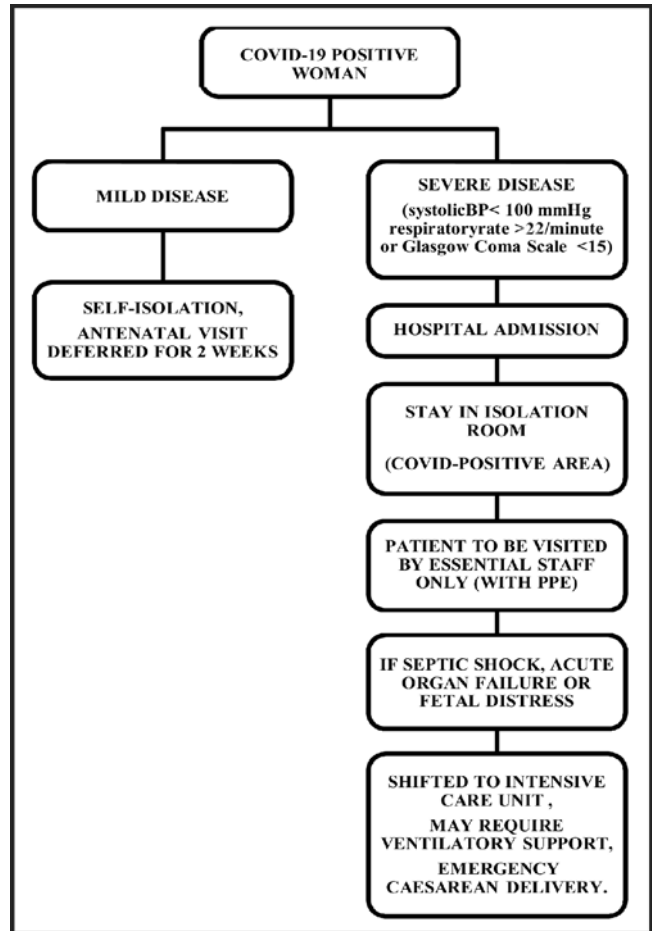 COVID-19 POSITIVE
WOMAN
MILD DISEASE
SELF-ISOLATION,
ANTENATAL VISIT
DEFERRED FOR 2 WEEKS
SEVERE DISEASE
(systolicBP< 100 mmHg
respiratoryrate >22/minute
or Glasgow Coma Scale <15)
HOSPITAL ADMISSION
STAY IN ISOLATION
ROOM
(COVID-POSITIVE AREA)
PATIENT TO BE VISITED
BY ESSENTIAL STAFF
ONLY (WITH PPE)
IF SEPTIC SHOCK, ACUTE
ORGAN FAILURE OR
FETAL DISTRESS
SHIFTED TO INTENSIVE
CARE UNIT ,
MAY REQUIRE
VENTILATORY SUPPORT,
EMERGENCY
CAESAREAN DELIVERY.